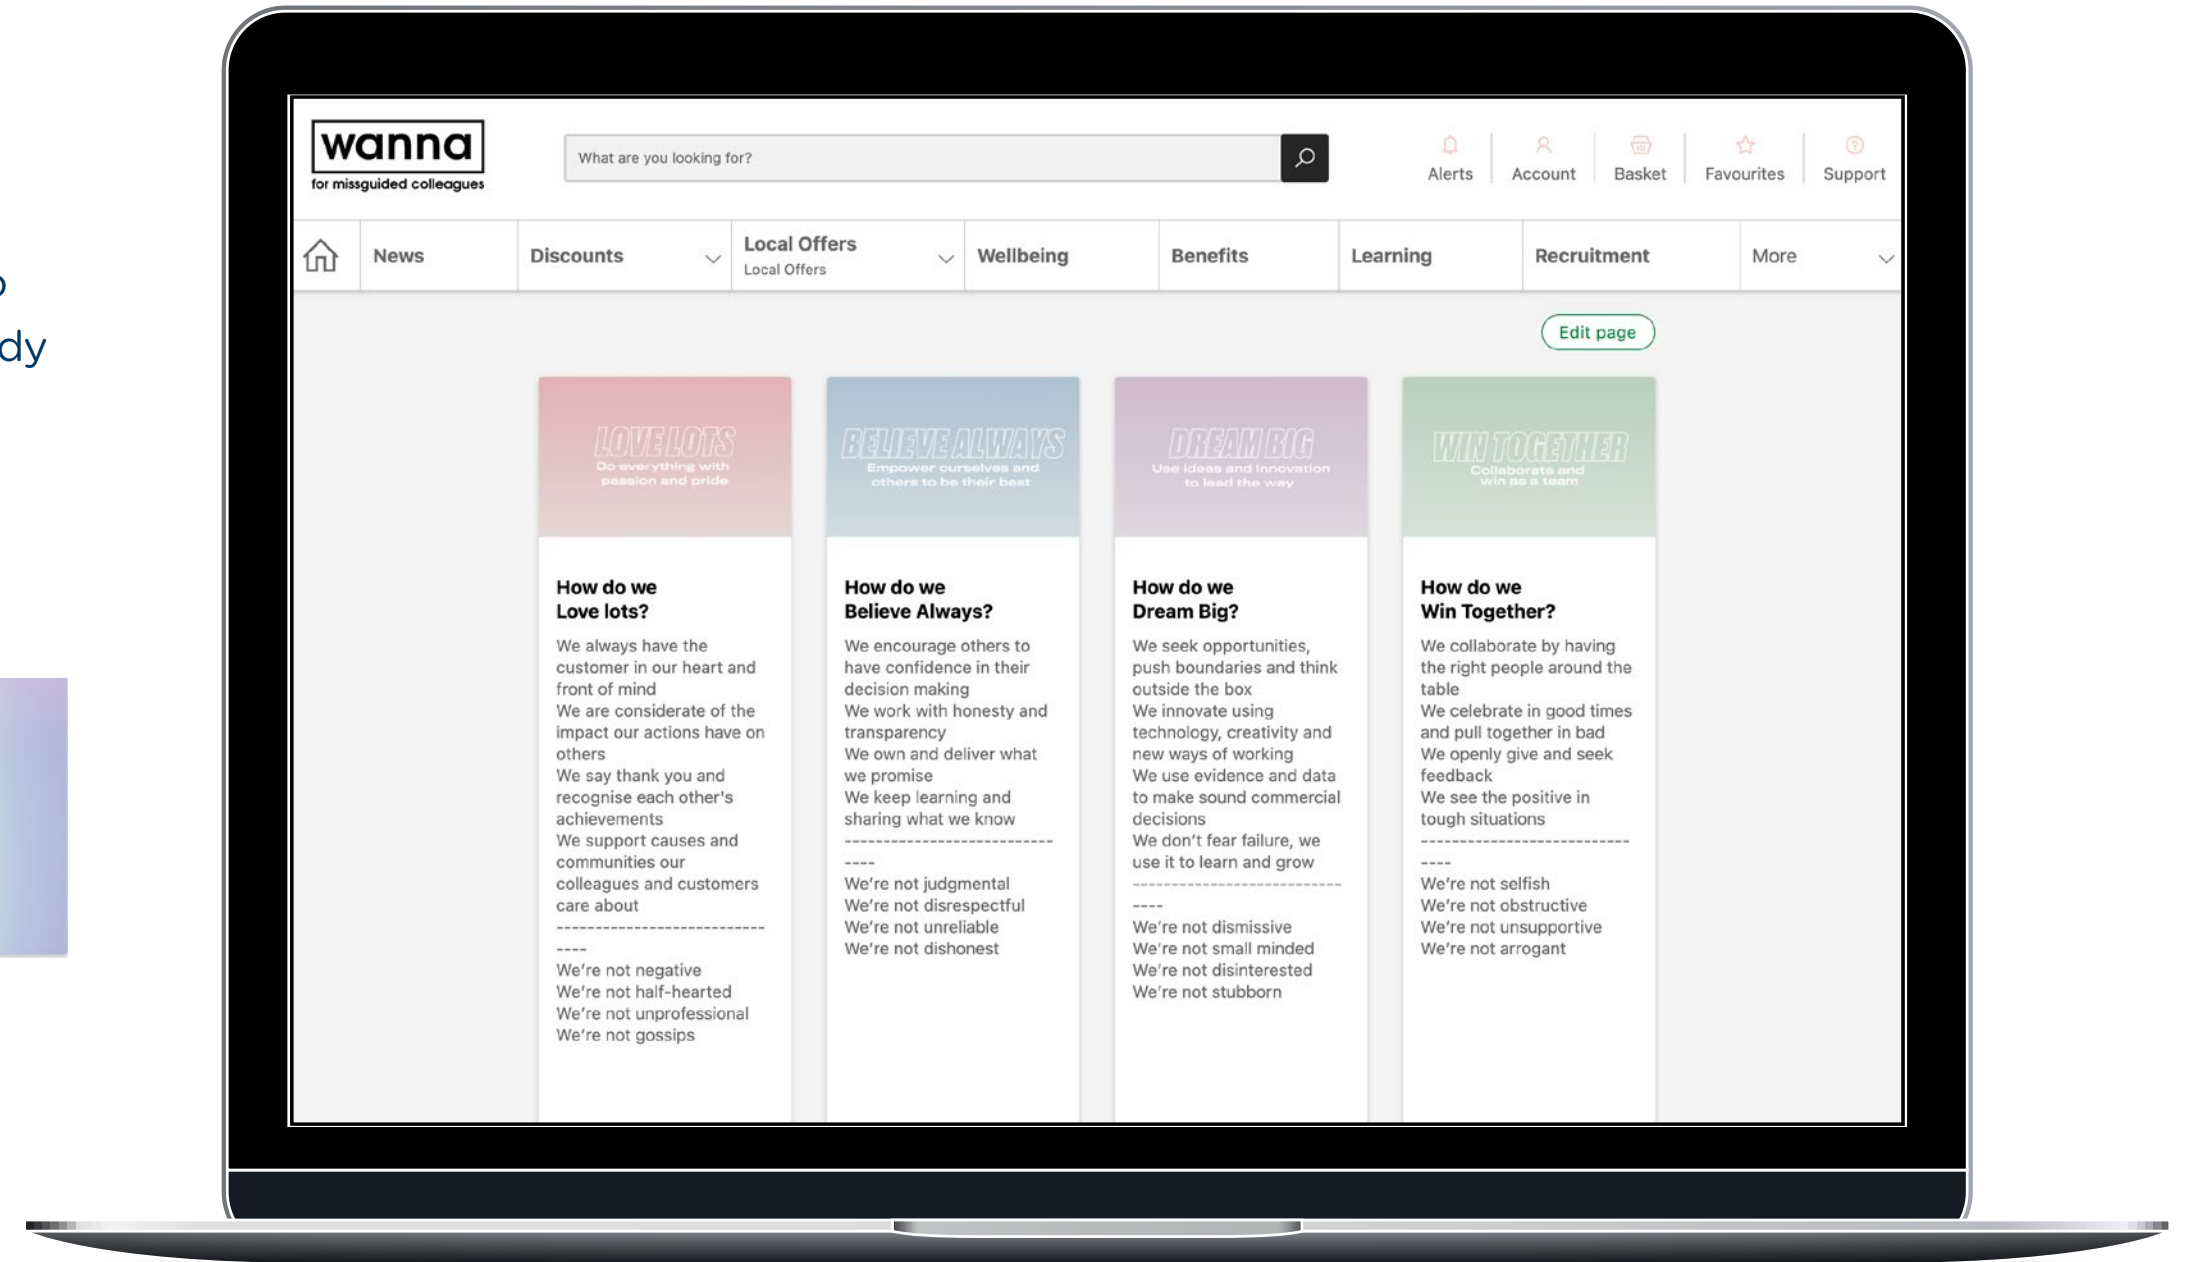 wanna
for missguided colleagues
What are you looking for?
Alerts
Account
Basket
Favourites
Support
News
Discounts
Local Offers
Local Offers
Wellbeing
Benefits
Learning
Recruitment
More
Edit page
dy
LOVE LOTS
Do everything with
passion and pride
How do we
Love lots?
We always have the
customer in our heart and
front of mind
We are considerate of the
impact our actions have on
others
We say thank you and
recognise each other's
achievements
We support causes and
communities our
colleagues and customers
care about
---------------------------
----
We're not negative
We're not half-hearted
We're not unprofessional
We're not gossips
BELIEVE ALWAYS
Empower ourselves and
others to be their best
How do we
Believe Always?
We encourage others to
have confidence in their
decision making
We work with honesty and
transparency
We own and deliver what
we promise
We keep learning and
sharing what we know
---------------------------
----
We're not judgmental
We're not disrespectful
We're not unreliable
We're not dishonest
DREAM BIG
Use ideas and innovation
to lead the way
How do we
Dream Big?
We seek opportunities,
push boundaries and think
outside the box
We innovate using
technology, creativity and
new ways of working
We use evidence and data
to make sound commercial
decisions
We don't fear failure, we
use it to learn and grow
---------------------------
----
We're not dismissive
We're not small minded
We're not disinterested
We're not stubborn
WIN TOGETHER
Collaborate and
win as a team
How do we
Win Together?
We collaborate by having
the right people around the
table
We celebrate in good times
and pull together in bad
We openly give and seek
feedback
We see the positive in
tough situations
---------------------------
----
We're not selfish
We're not obstructive
We're not unsupportive
We're not arrogant